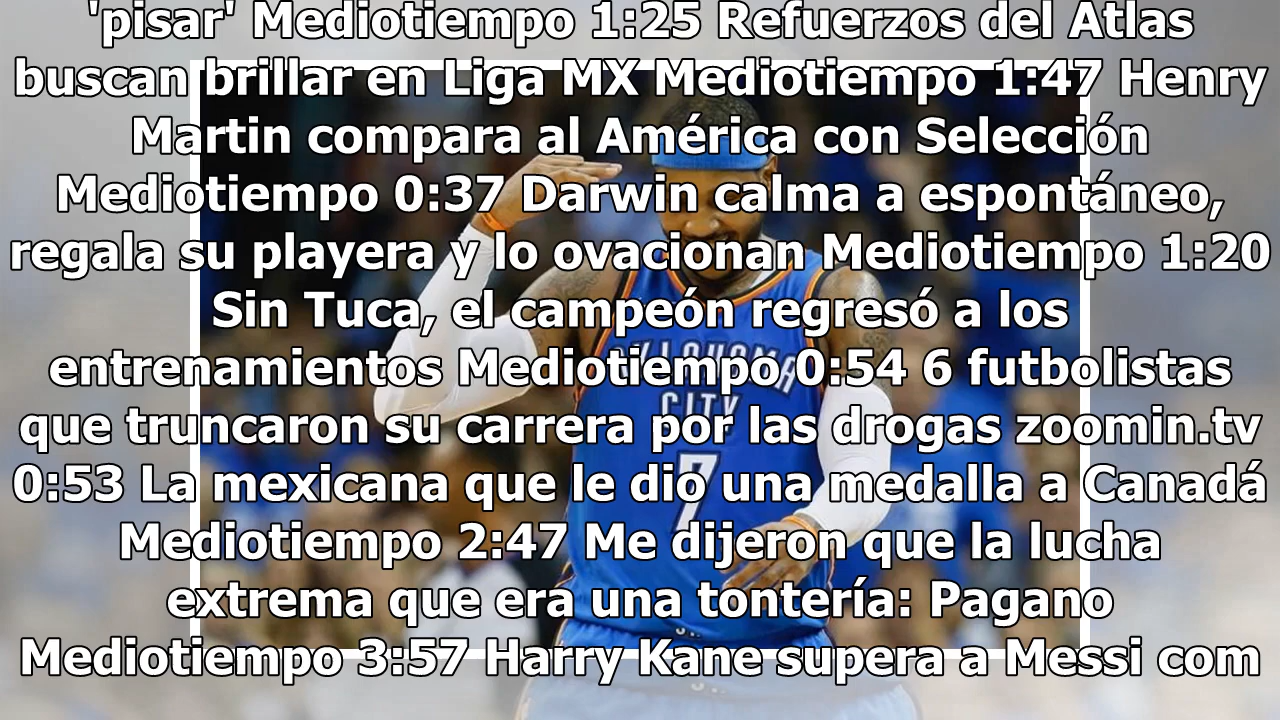 'pisar' Mediotiempo 1:25 Refuerzos del Atlas
buscan brillar en Liga MX Mediotiempo 1:47 Henry
Martin compara al América con Selección
Mediotiempo 0:37 Darwin calma a espontáneo,
regala su playera y lo ovacionan Mediotiempo 1:20
Sin Tuca, el campeón regresó a los
entrenamientos Mediotiempo 0:54 6 futbolistas
que truncaron su carrera por las drogas zoomin.tv
0:53 La mexicana que le dio una medalla a Canadá
Mediotiempo 2:47 Me dijeron que la lucha
extrema que era una tontería: Pagano
Mediotiempo 3:57 Harry Kane supera a Messi com
OKLAHOMA
CITY
7